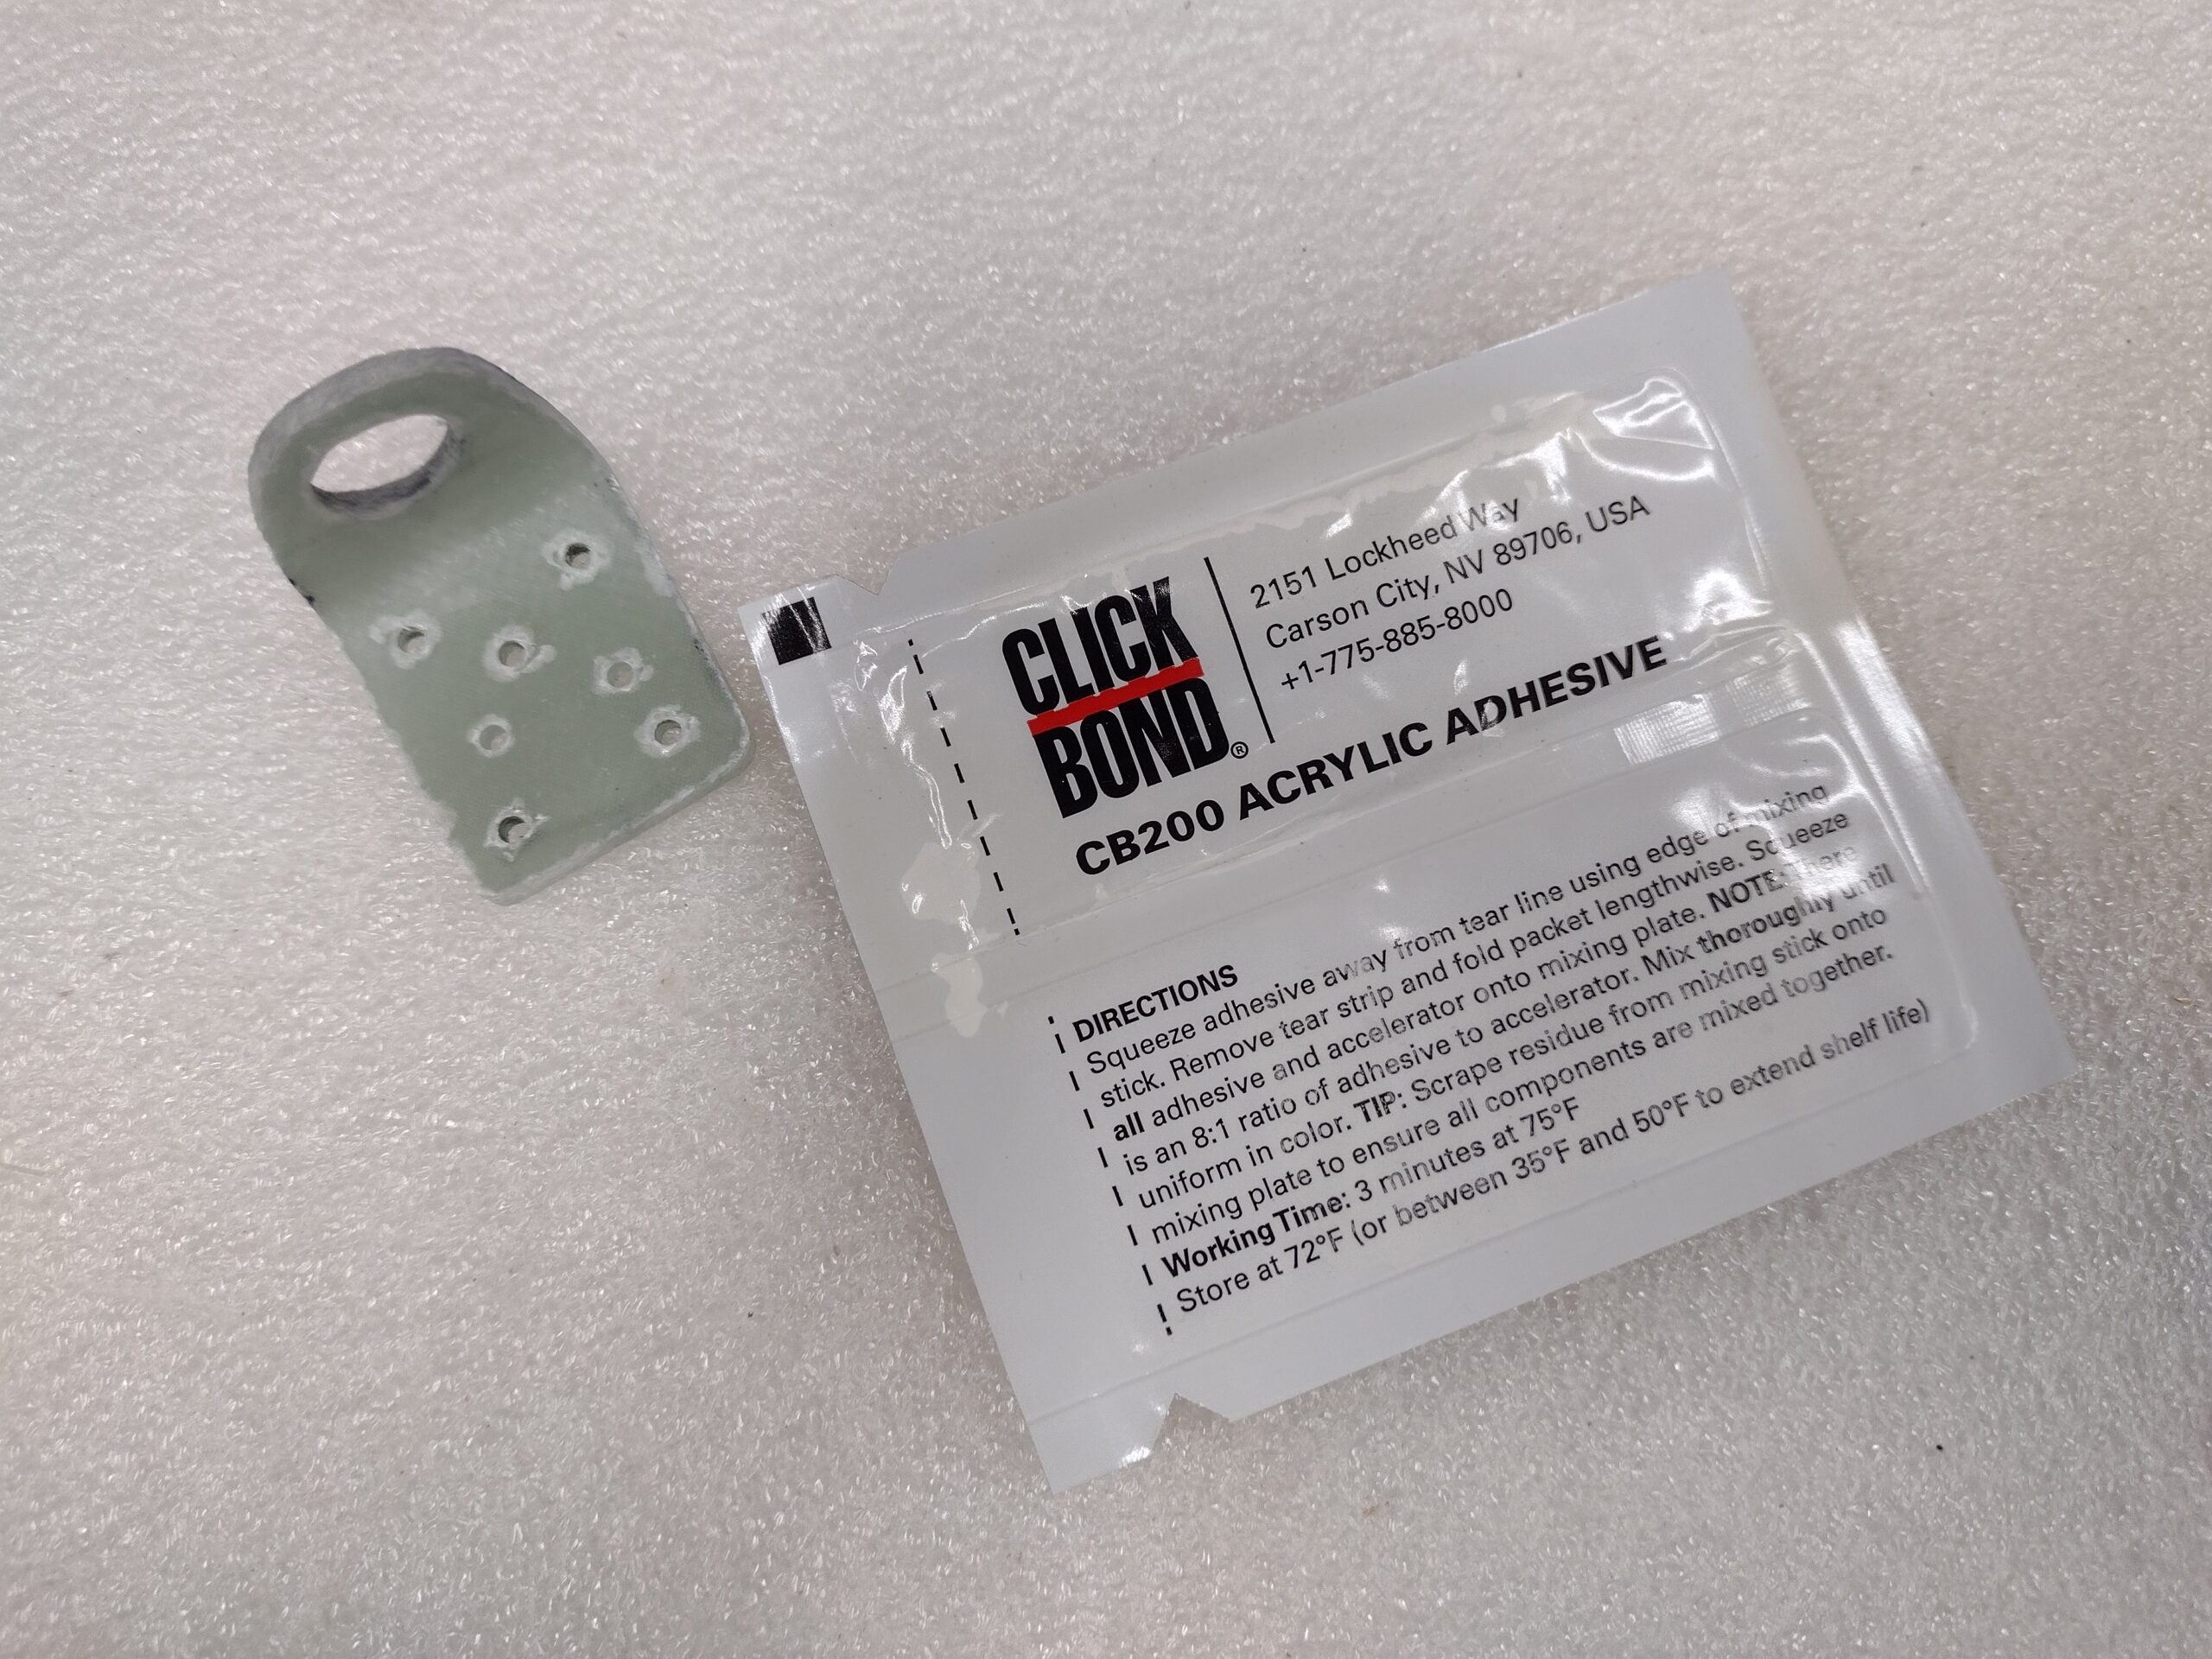 CLICK
BOND®
2151 Lockheed Way
Carson City, NV 89706, USA
+1-775-885-8000
CB200 ACRYLIC ADHESIVE
DIRECTIONS
Squeeze adhesive away from tear line using edge of mixing
stick. Remove tear strip and fold packet lengthwise. Squeeze
all adhesive and accelerator onto mixing plate. NOTE: There
is an 8:1 ratio of adhesive to accelerator. Mix thoroughly until
uniform in color. TIP: Scrape residue from mixing stick onto
mixing plate to ensure all components are mixed together.
Working Time: 3 minutes at 75°F
Store at 72°F (or between 35°F and 50°F to extend shelf life)